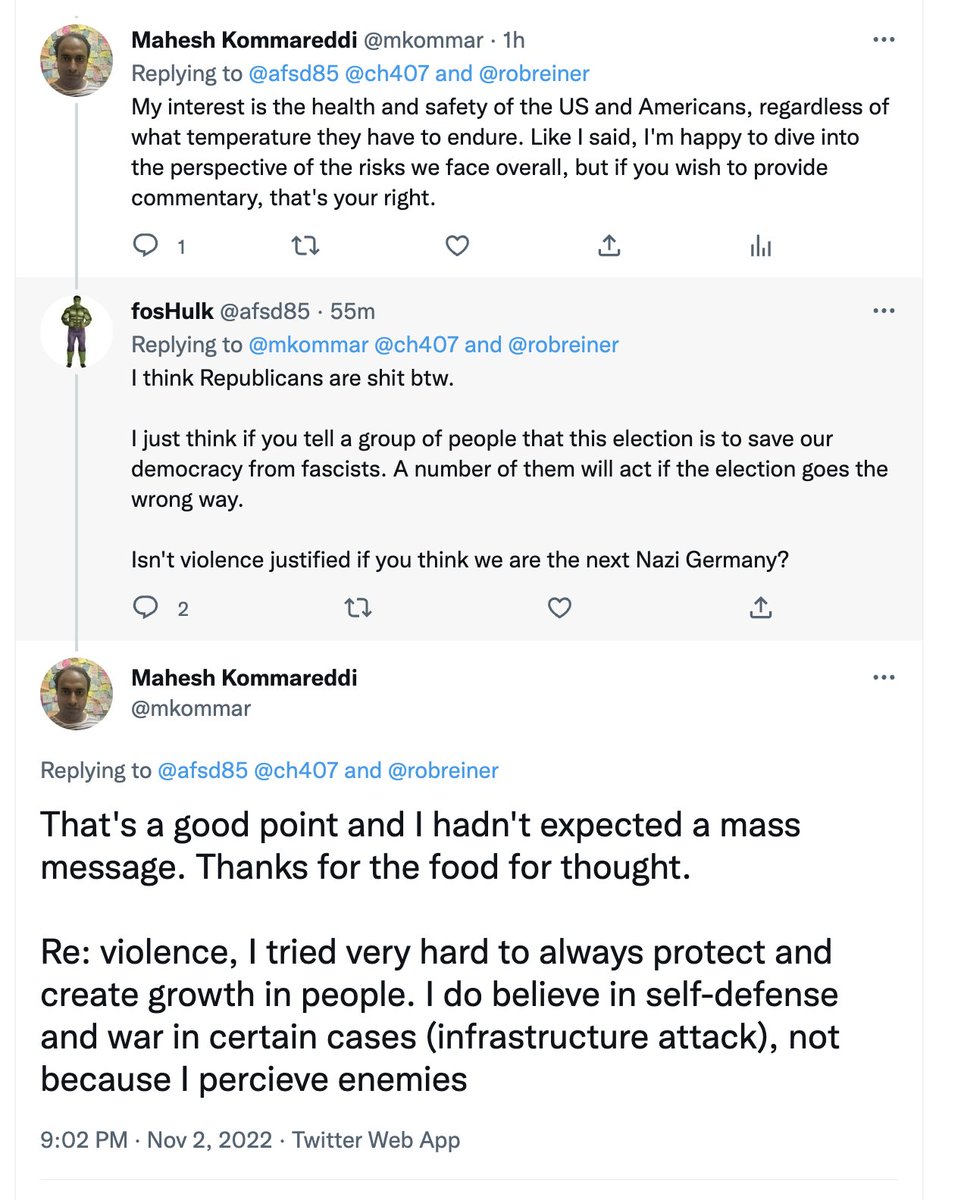 Mahesh Kommareddi @mkommar · 1h
Replying to @afsd85 @ch407 and @robreiner
My interest is the health and safety of the US and Americans, regardless of
what temperature they have to endure. Like I said, I'm happy to dive into
the perspective of the risks we face overall, but if you wish to provide
commentary, that's your right.
1
fosHulk @afsd85 · 55m
Replying to @mkommar @ch407 and @robreiner
I think Republicans are shit btw.
I just think if you tell a group of people that this election is to save our
democracy from fascists. A number of them will act if the election goes the
wrong way.
Isn't violence justified if you think we are the next Nazi Germany?
2
Mahesh Kommareddi
@mkommar
Replying to @afsd85 @ch407 and @robreiner
That's a good point and I hadn't expected a mass
message. Thanks for the food for thought.
Re: violence, I tried very hard to always protect and
create growth in people. I do believe in self-defense
and war in certain cases (infrastructure attack), not
because I percieve enemies
9:02 PM · Nov 2, 2022 · Twitter Web App